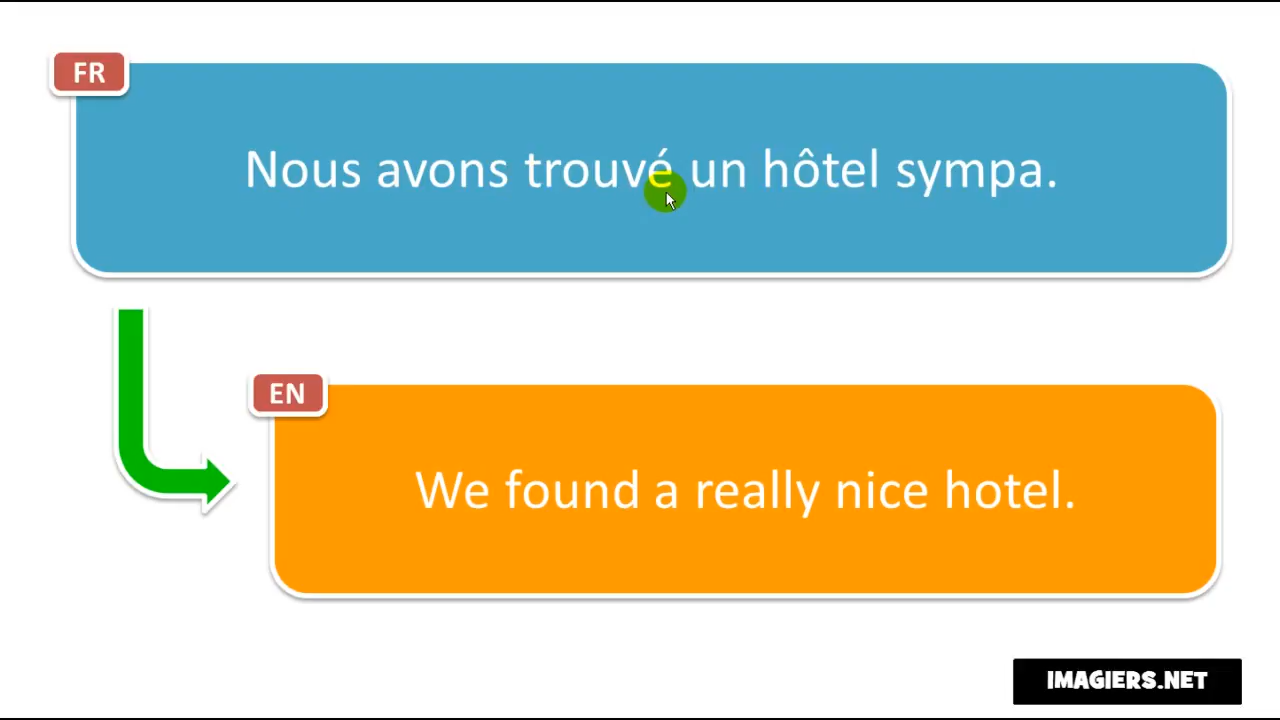 FR
Nous avons trouvé un hôtel sympa.
EN
We found a really nice hotel.
IMAGIERS.NET